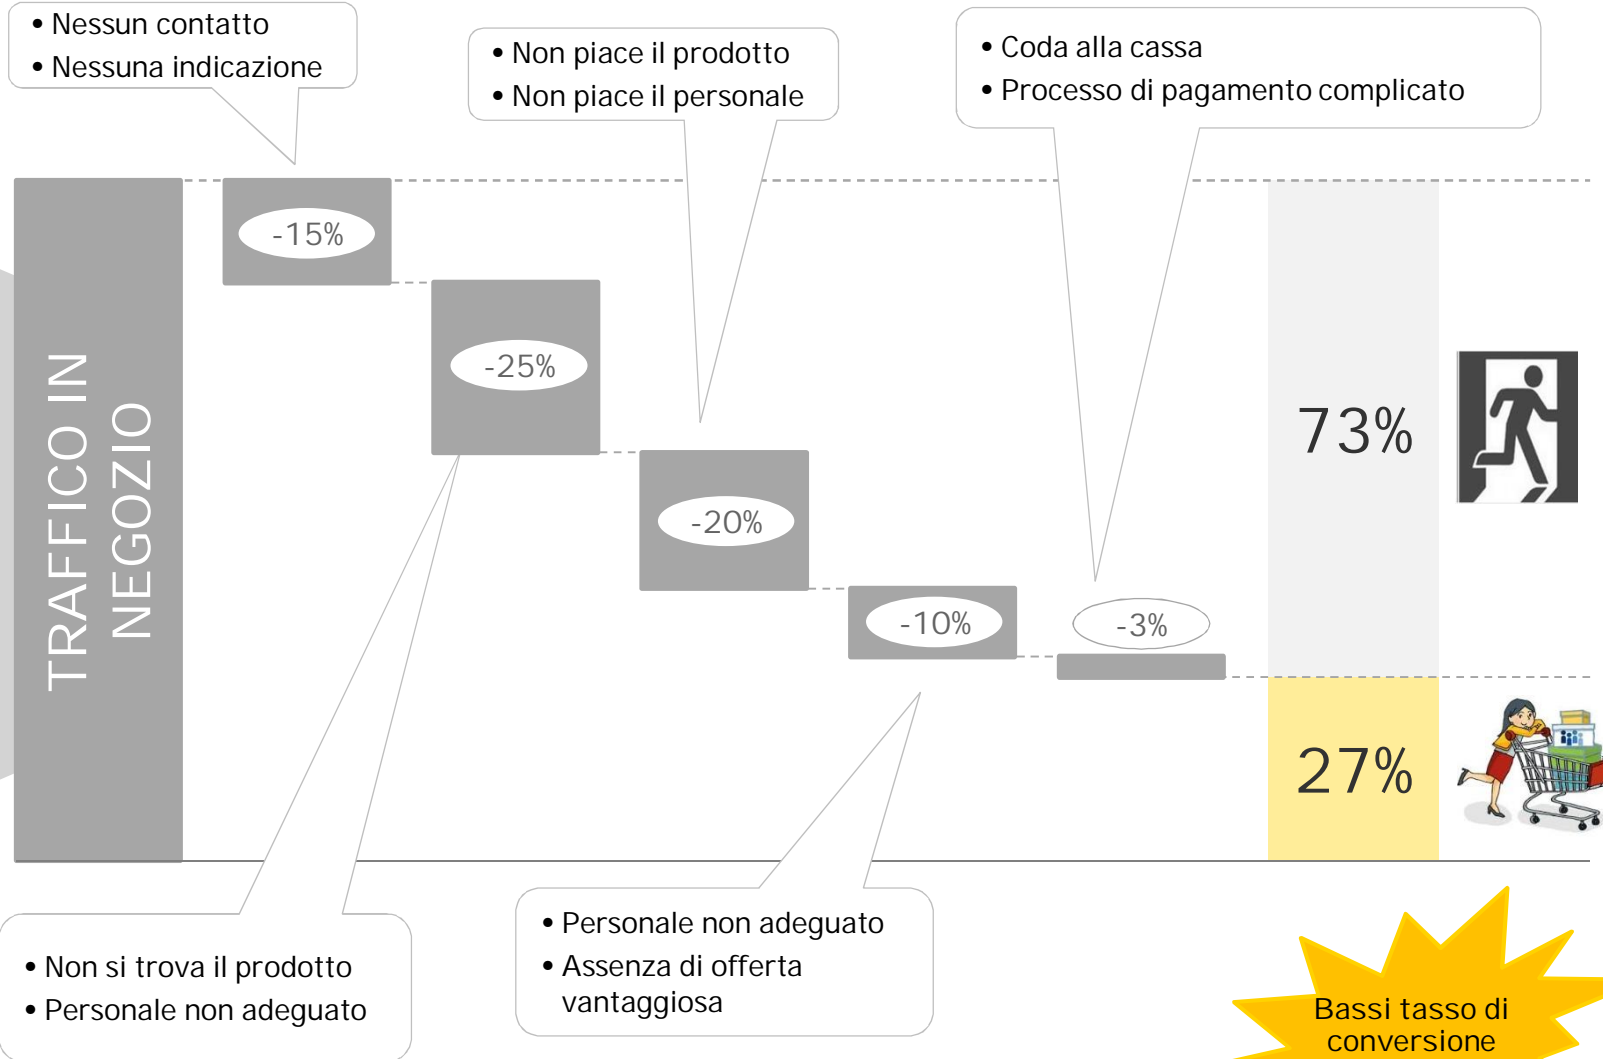 • Nessun contatto
• Nessuna indicazione
• Non piace il prodotto
• Non piace il personale
• Coda alla cassa
• Processo di pagamento complicato
TRAFFICO IN
NEGOZIO
-15%
-25%
-20%
-10%
-3%
73%
27%
• Non si trova il prodotto
• Personale non adeguato
• Personale non adeguato
• Assenza di offerta
vantaggiosa
Bassi tasso di
conversione